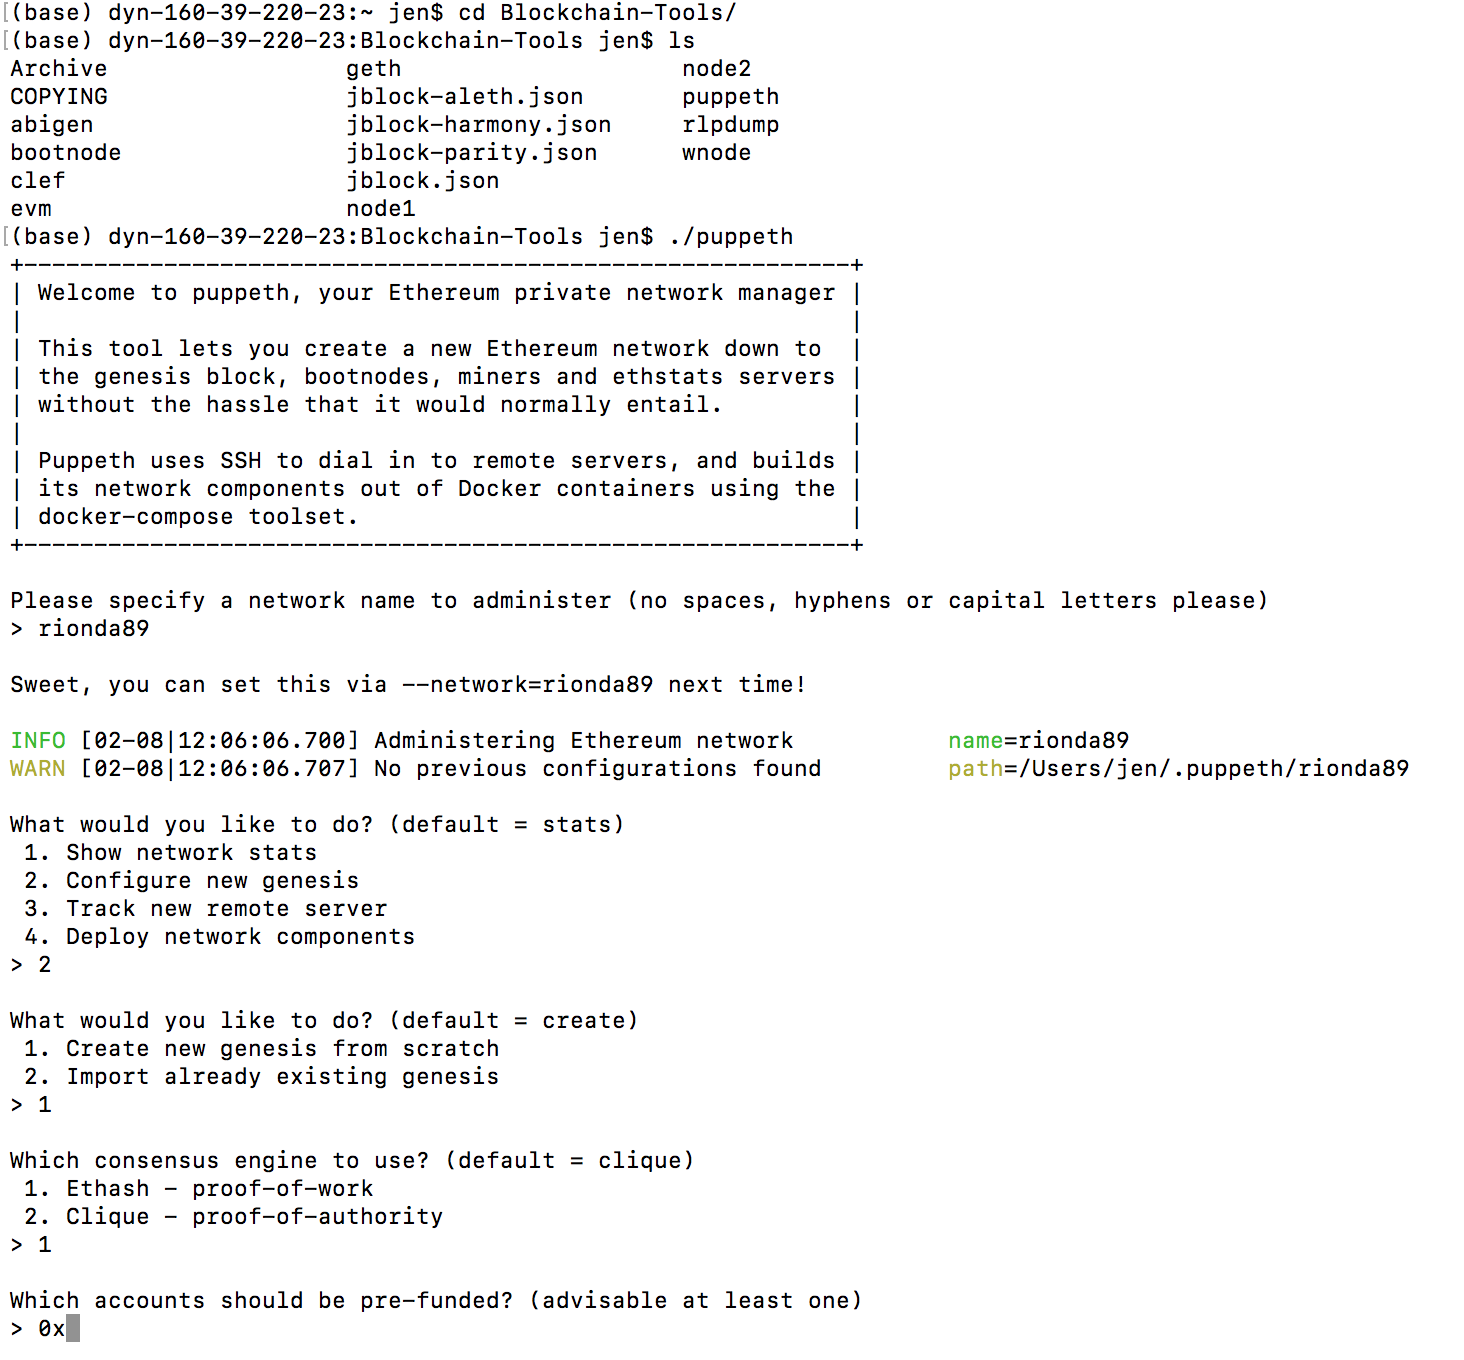 [(base) dyn-160-39-220-23:~ jen$ cd Blockchain-Tools/
[(base) dyn-160-39-220-23:Blockchain-Tools jen$ ls
Archive                 geth                    node2
COPYING                 jblock-aleth.json       puppeth
abigen                  jblock-harmony.json     rlpdump
bootnode                jblock-parity.json      wnode
clef                    jblock.json
evm                     node1
[(base) dyn-160-39-220-23:Blockchain-Tools jen$ ./puppeth
+-----------------------------------------------------------+
| Welcome to puppeth, your Ethereum private network manager |
|                                                           |
| This tool lets you create a new Ethereum network down to  |
| the genesis block, bootnodes, miners and ethstats servers |
| without the hassle that it would normally entail.         |
|                                                           |
| Puppeth uses SSH to dial in to remote servers, and builds |
| its network components out of Docker containers using the |
| docker-compose toolset.                                   |
+-----------------------------------------------------------+
Please specify a network name to administer (no spaces, hyphens or capital letters please)
> rionda89
Sweet, you can set this via --network=rionda89 next time!
INFO [02-08|12:06:06.700] Administering Ethereum network           name=rionda89
WARN [02-08|12:06:06.707] No previous configurations found         path=/Users/jen/.puppeth/rionda89
What would you like to do? (default = stats)
 1. Show network stats
 2. Configure new genesis
 3. Track new remote server
 4. Deploy network components
> 2
What would you like to do? (default = create)
 1. Create new genesis from scratch
 2. Import already existing genesis
> 1
Which consensus engine to use? (default = clique)
 1. Ethash - proof-of-work
 2. Clique - proof-of-authority
> 1
Which accounts should be pre-funded? (advisable at least one)
> 0x